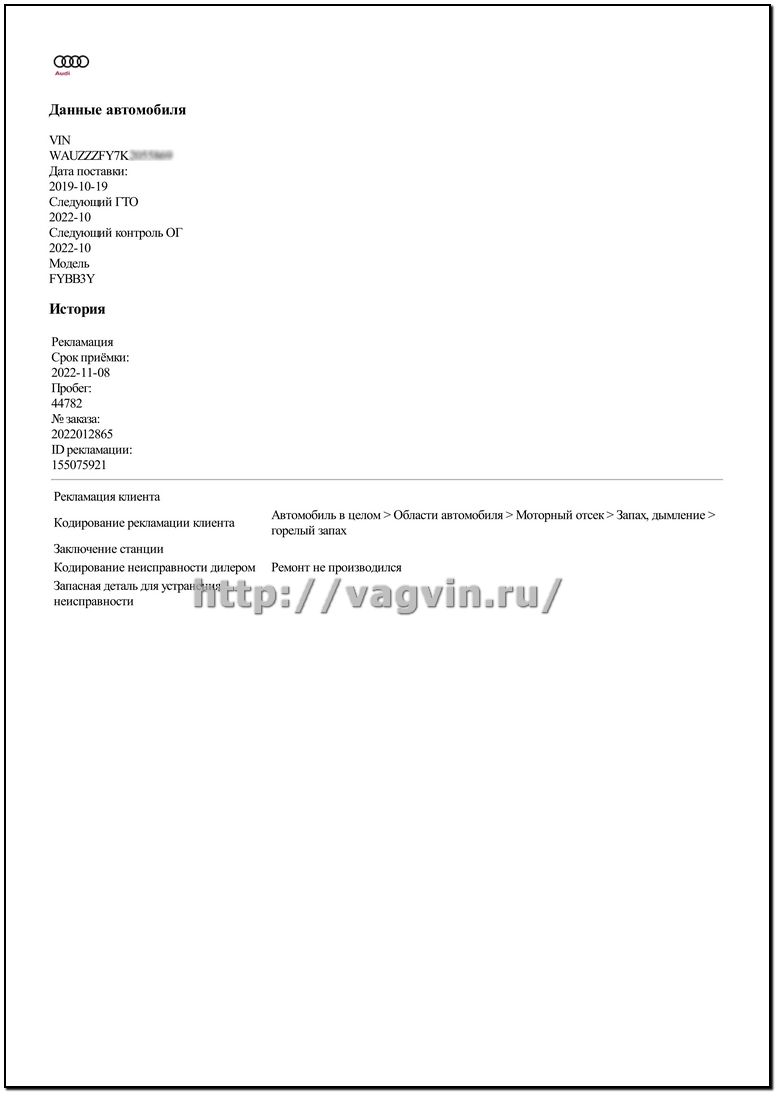 Audi
Данные автомобиля
VIN
WAUZZZFY7K
Дата поставки:
2019-10-19
Следующий ГТО
2022-10
Следующий контроль ОГ
2022-10
Модель
FYBB3Y
История
Рекламация
Срок приёмки:
2022-11-08
Пробег:
44782
№ заказа:
2022012865
ID рекламации:
155075921
Рекламация клиента
Кодирование рекламации клиента
Автомобиль в целом > Области автомобиля > Моторный отсек > Запах, дымление >
горелый запах
Заключение станции
Кодирование неисправности дилером Ремонт не производился
Запасная деталь для устранения
неисправности
http://vagvin.ru/